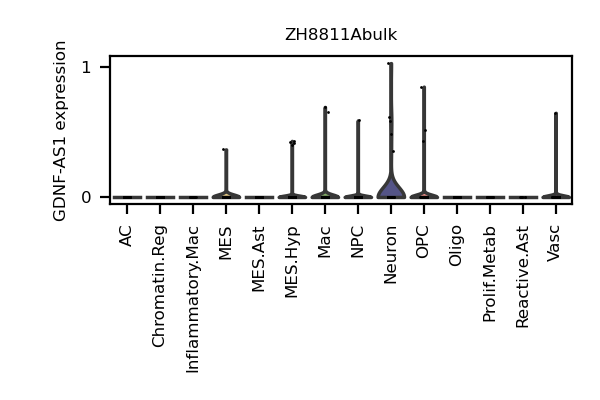 ZH8811Abulk
GDNF-AS1 expression
1
0
AC
Chromatin.Reg
Inflammatory.Mac
MES
MES.Ast
MES.Hyp
Mac
NPC
Neuron
OPC
Oligo
Prolif.Metab
Reactive.Ast
Vasc